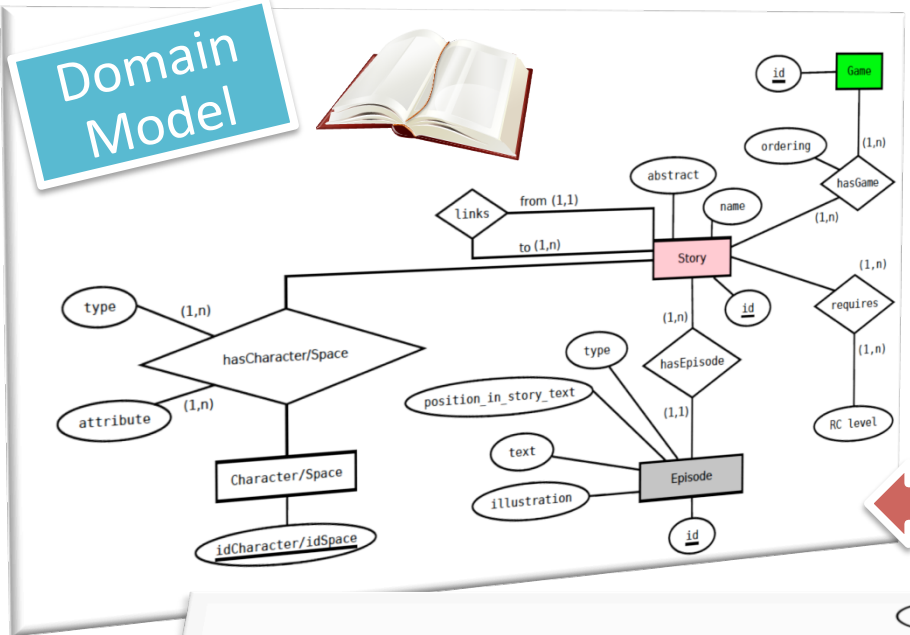 Domain
Model
id
Game
(1,n)
ordering
hasGame
(1,n)
abstract
name
links
from (1,1)
to (1,n)
Story
id
(1,n)
requires
(1,n)
RC level
type
(1,n)
hasCharacter/Space
attribute
(1,n)
Character/Space
idCharacter/idSpace
(1,n)
hasEpisode
(1,1)
type
position_in_story_text
text
illustration
Episode
id